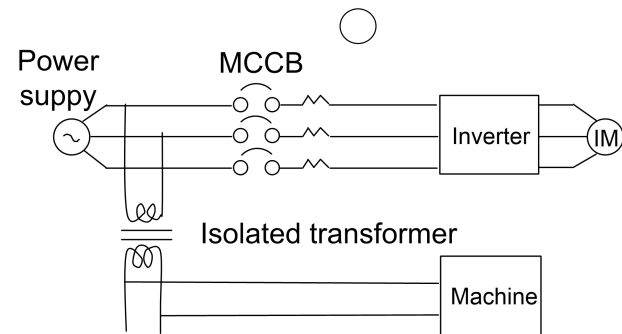 Power
suppy
MCCB
Inverter
IM
Isolated transformer
Machine